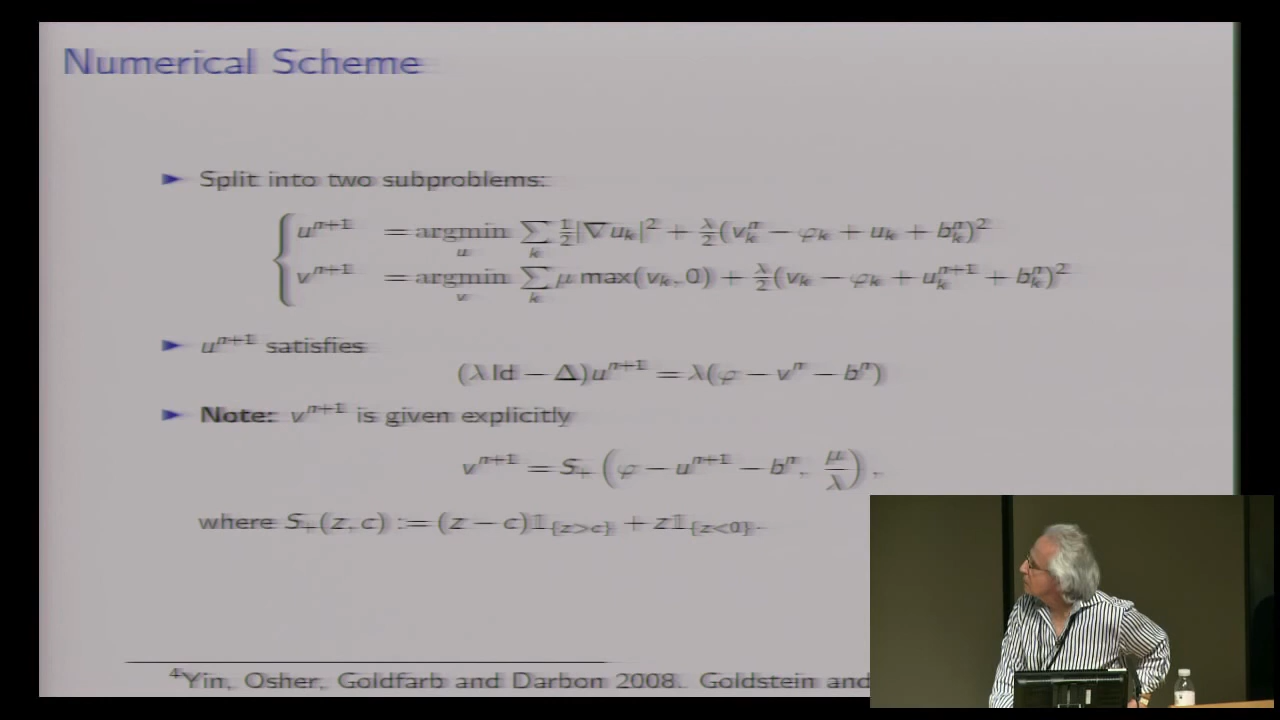 Numerical Scheme
► Split into two subproblems:
u^{n+1} = argmin_u ∑_k ½|∇u_k|² + λ/2(v_k^n − φ_k + u_k + b_k^n)²
v^{n+1} = argmin_v ∑_k μ max(v_k, 0) + λ/2(v_k − φ_k + u_k^{n+1} + b_k^n)²
► u^{n+1} satisfies
(λ Id − Δ)u^{n+1} = λ(φ − v^n − b^n)
► Note: v^{n+1} is given explicitly
v^{n+1} = S_+ (φ − u^{n+1} − b^n, μ/λ),
where S_+(z, c) := (z − c)𝟙_{z>c} + z𝟙_{z<0}.
⁴Yin, Osher, Goldfarb and Darbon 2008. Goldstein and